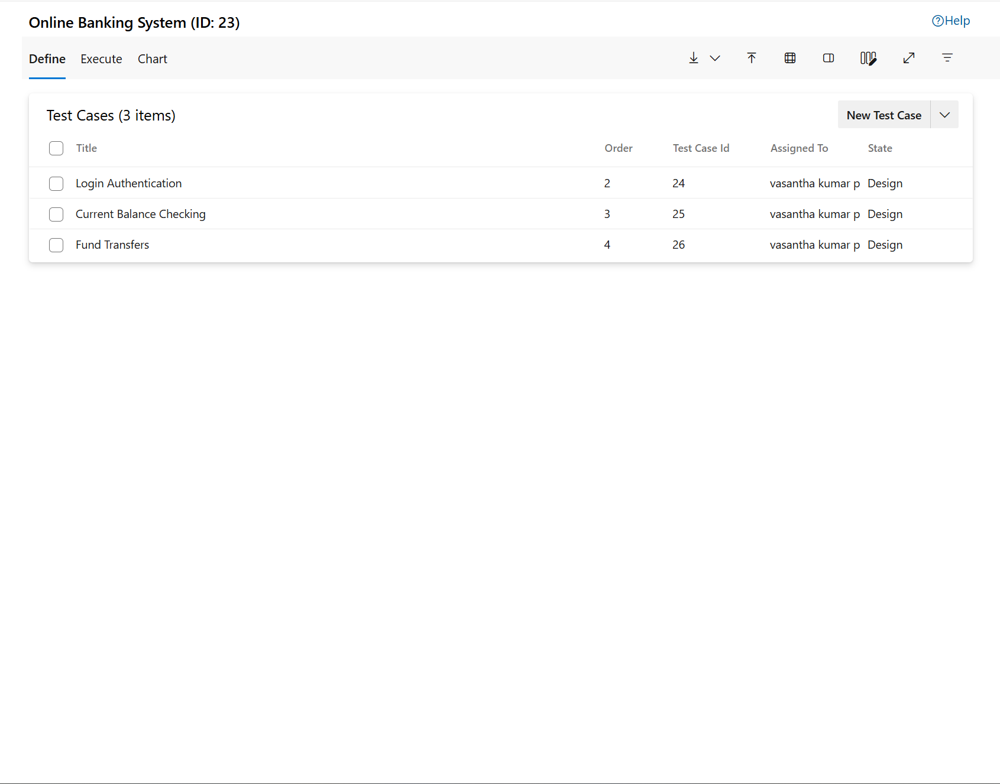 Online Banking System (ID: 23)
Help
Define Execute Chart
Test Cases (3 items)
New Test Case
Title Order Test Case Id Assigned To State
Login Authentication 2 24 vasantha kumar p Design
Current Balance Checking 3 25 vasantha kumar p Design
Fund Transfers 4 26 vasantha kumar p Design